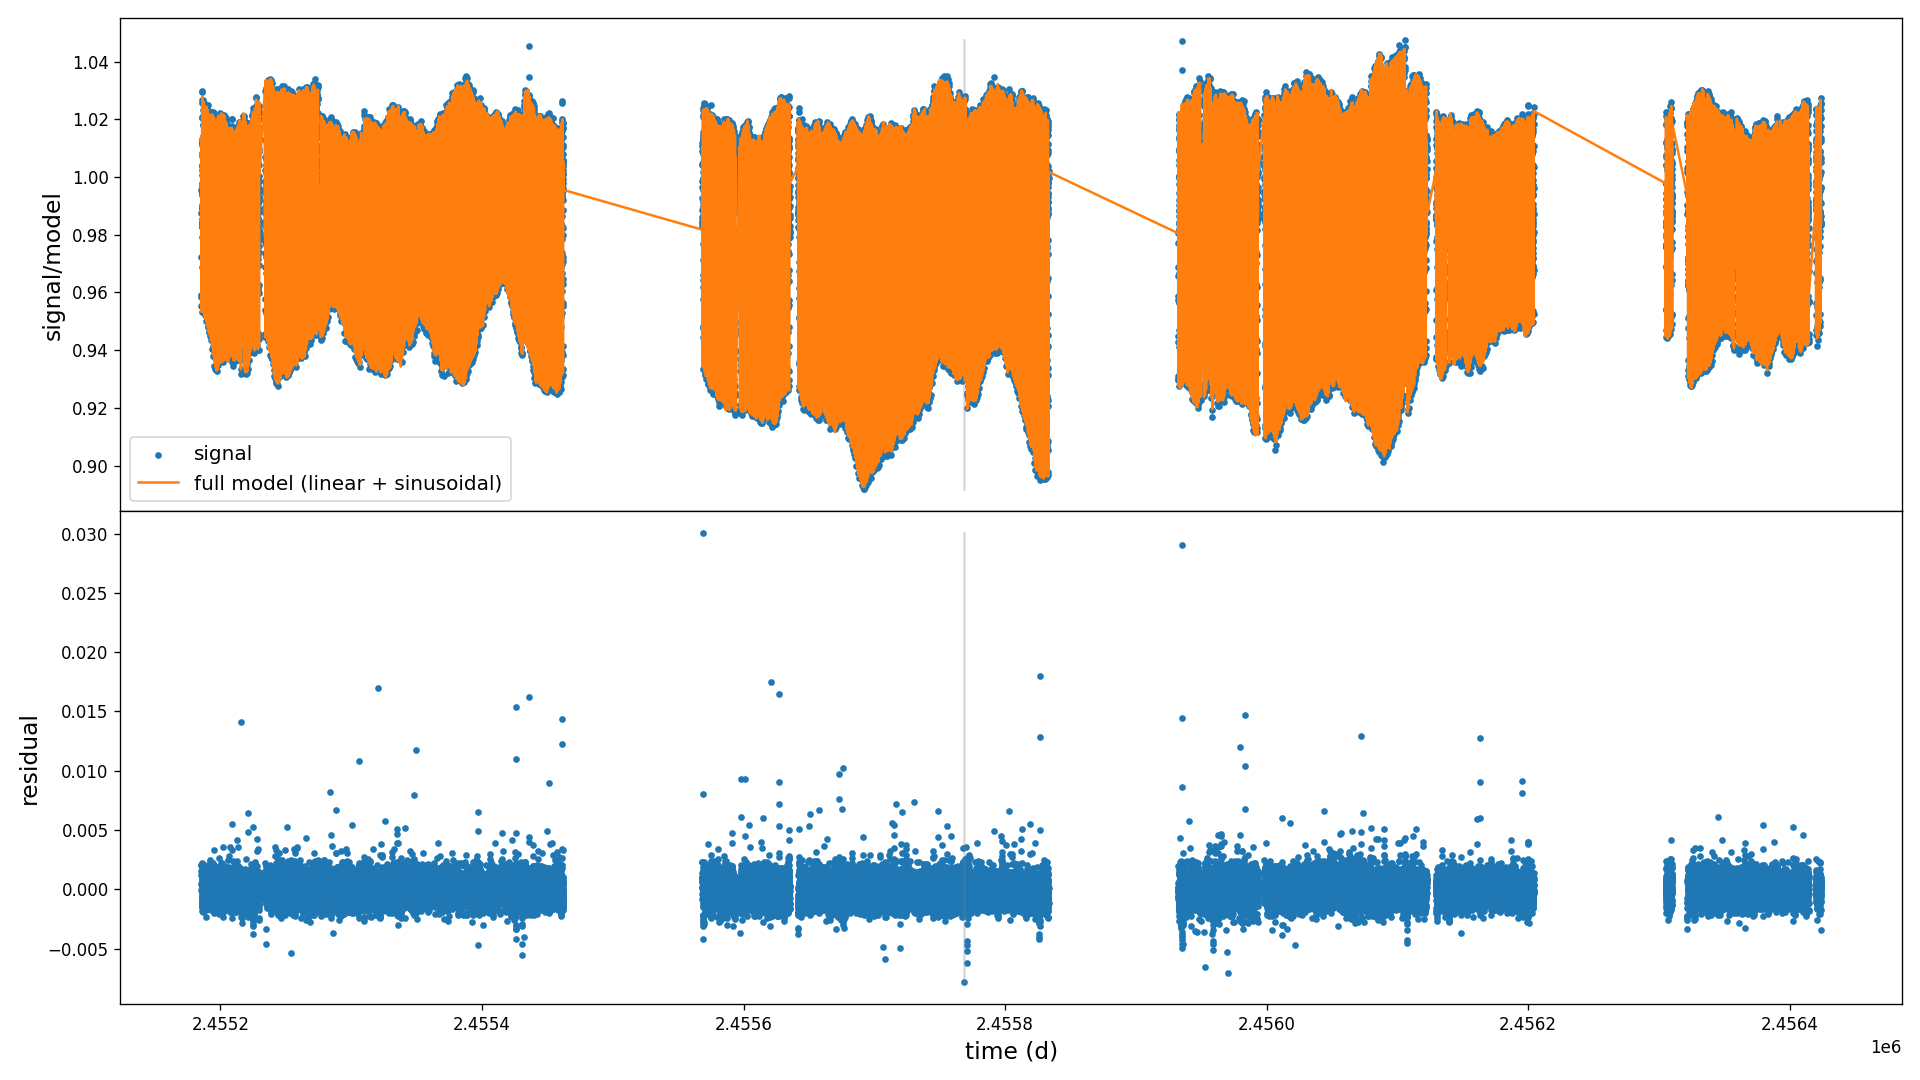 signal/model
1.04
1.02
1.00
0.98
0.96
0.94
0.92
0.90
signal
full model (linear + sinusoidal)
residual
0.030
0.025
0.020
0.015
0.010
0.005
0.000
−0.005
2.4552 2.4554 2.4556 2.4558 2.4560 2.4562 2.4564
1e6
time (d)